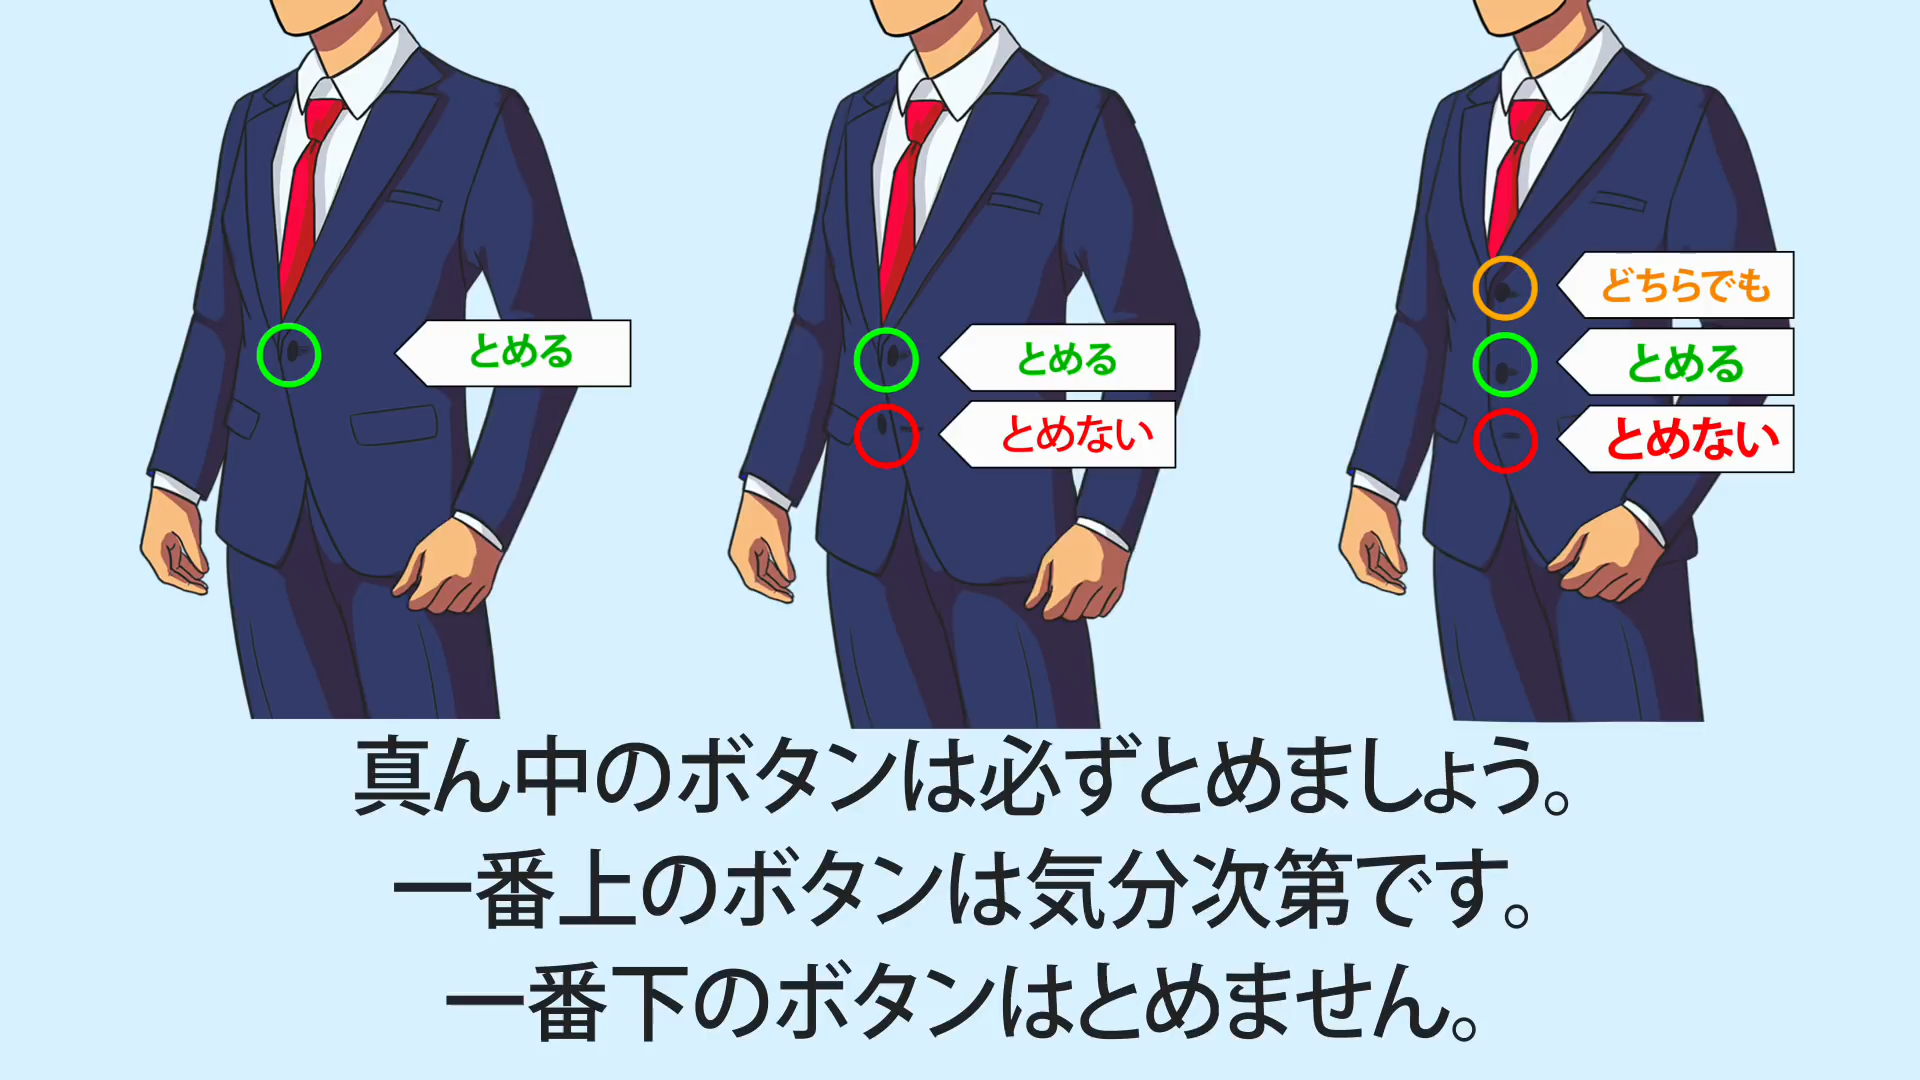 とめる
とめる
とめない
どちらでも
とめる
とめない
真ん中のボタンは必ずとめましょう。
一番上のボタンは気分次第です。
一番下のボタンはとめません。